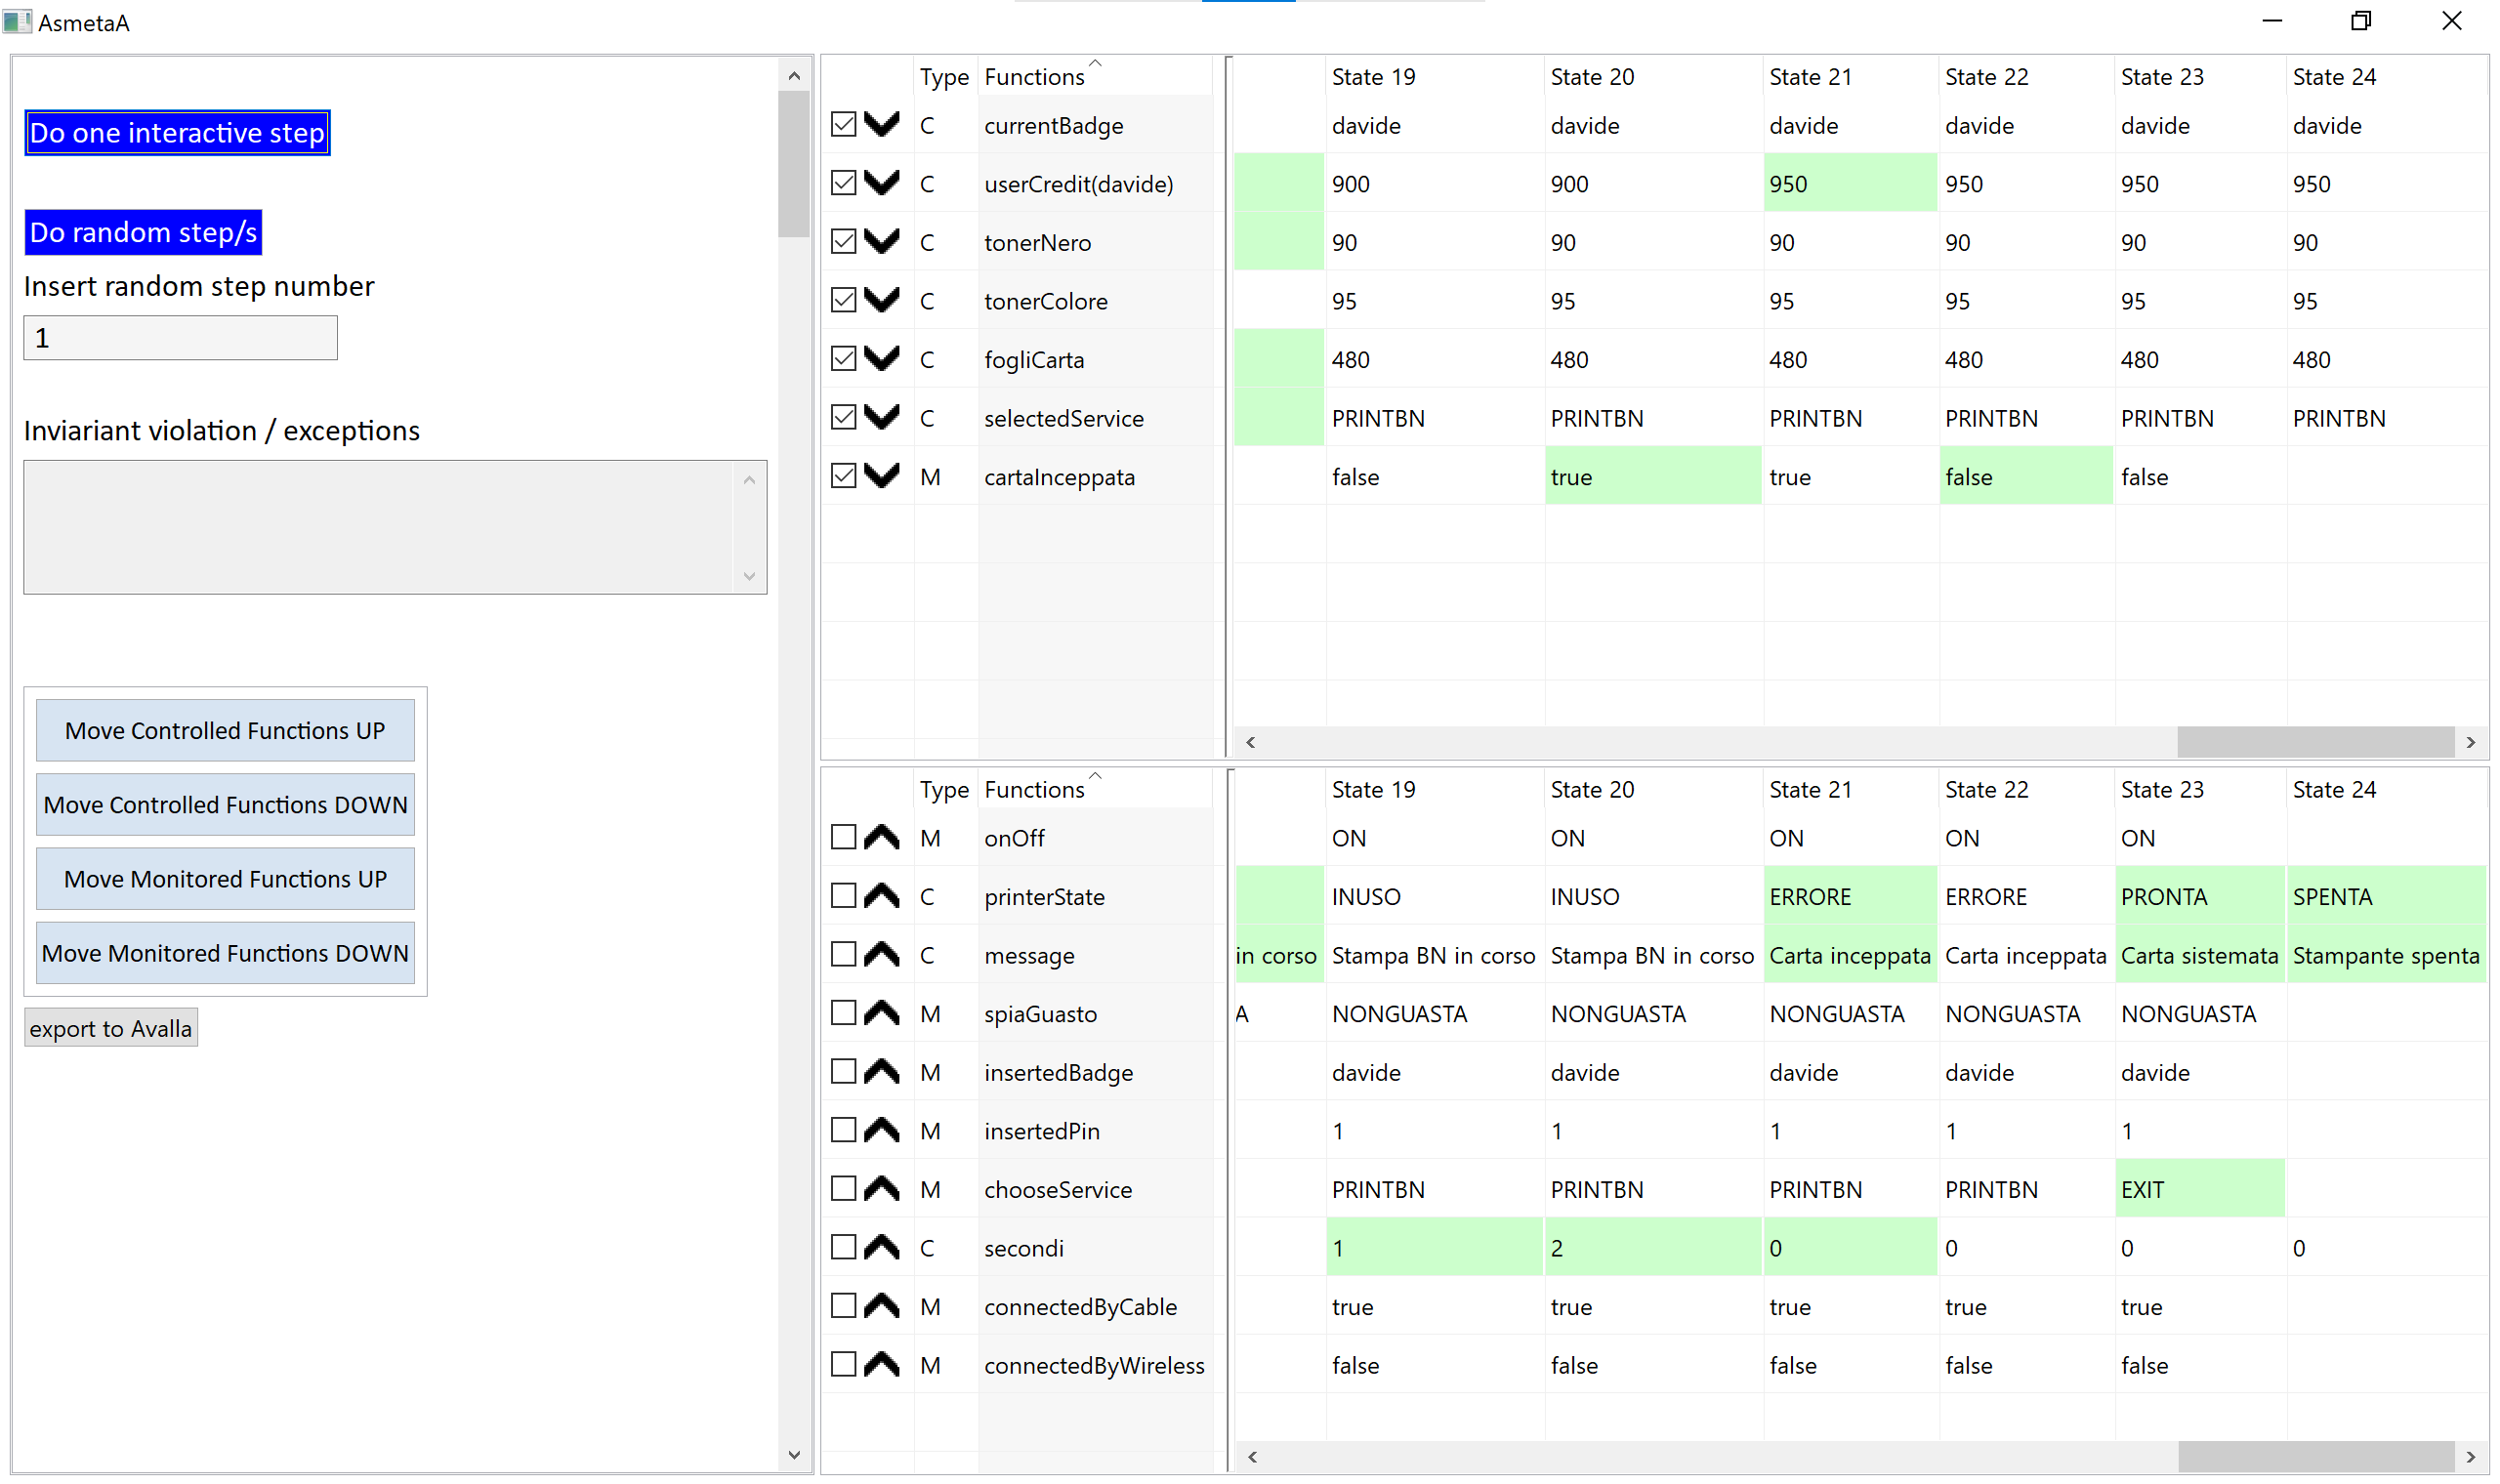 AsmetaA
Do one interactive step
Do random step/s
Insert random step number
1
Inviariant violation / exceptions
Move Controlled Functions UP
Move Controlled Functions DOWN
Move Monitored Functions UP
Move Monitored Functions DOWN
export to Avalla
Type Functions State 19 State 20 State 21 State 22 State 23 State 24
C currentBadge davide davide davide davide davide davide
C userCredit(davide) 900 900 950 950 950 950
C tonerNero 90 90 90 90 90 90
C tonerColore 95 95 95 95 95 95
C fogliCarta 480 480 480 480 480 480
C selectedService PRINTBN PRINTBN PRINTBN PRINTBN PRINTBN PRINTBN
M cartaInceppata false true true false false
Type Functions State 19 State 20 State 21 State 22 State 23 State 24
M onOff ON ON ON ON ON
C printerState INUSO INUSO ERRORE ERRORE PRONTA SPENTA
C message in corso Stampa BN in corso Stampa BN in corso Carta inceppata Carta inceppata Carta sistemata Stampante spenta
M spiaGuasto A NONGUASTA NONGUASTA NONGUASTA NONGUASTA NONGUASTA
M insertedBadge davide davide davide davide davide
M insertedPin 1 1 1 1 1
M chooseService PRINTBN PRINTBN PRINTBN PRINTBN EXIT
C secondi 1 2 0 0 0 0
M connectedByCable true true true true true
M connectedByWireless false false false false false